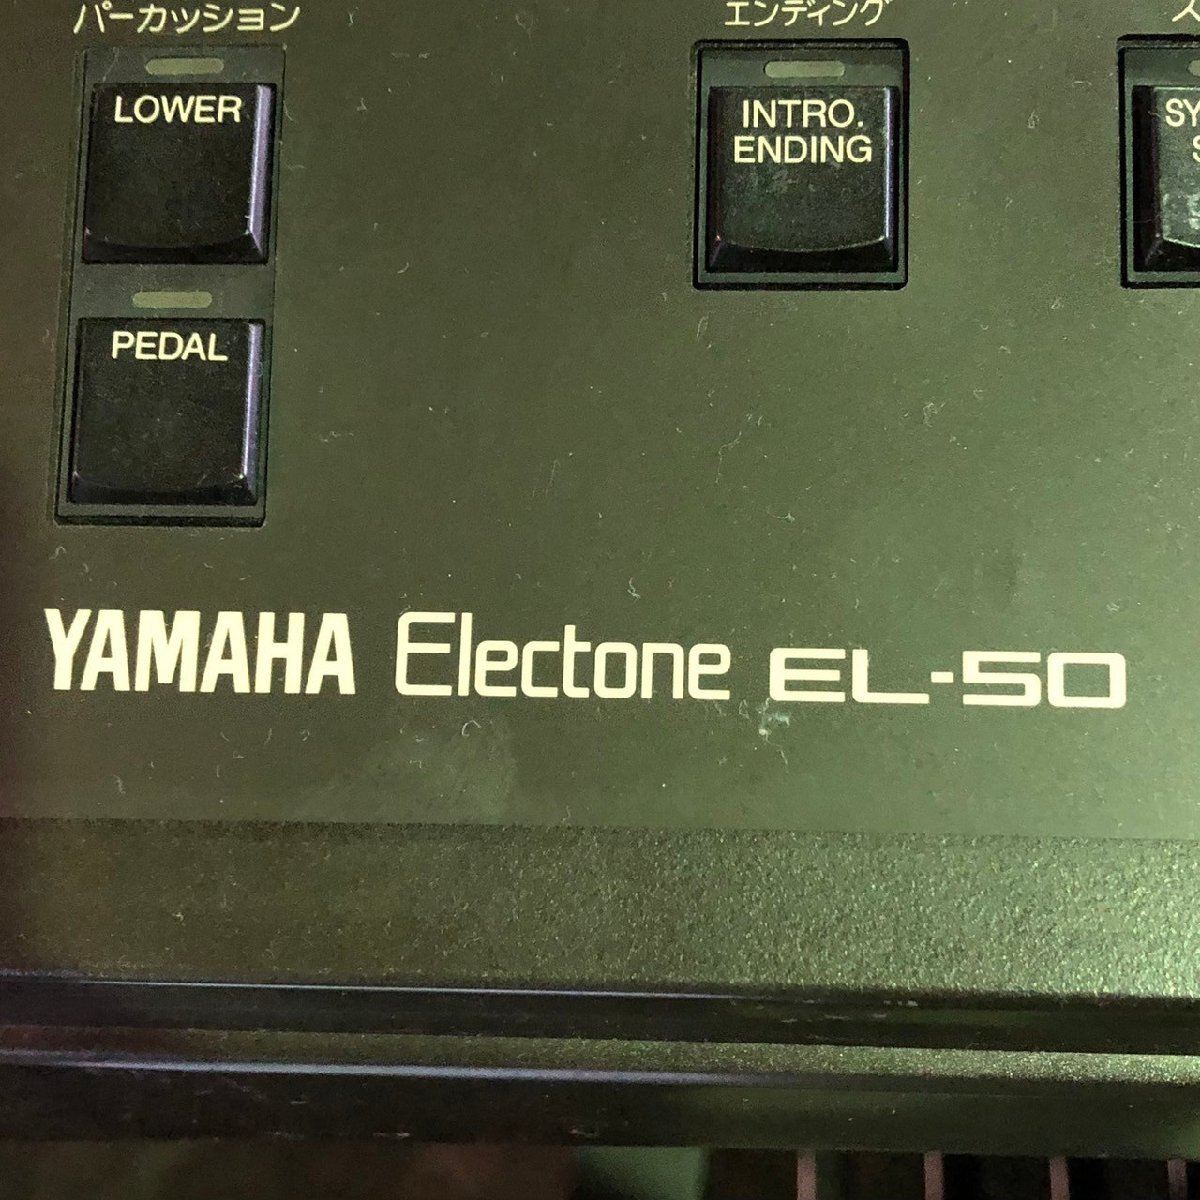 パーカッション
エンディング
LOWER
INTRO.
ENDING
PEDAL
YAMAHA Electone EL-50